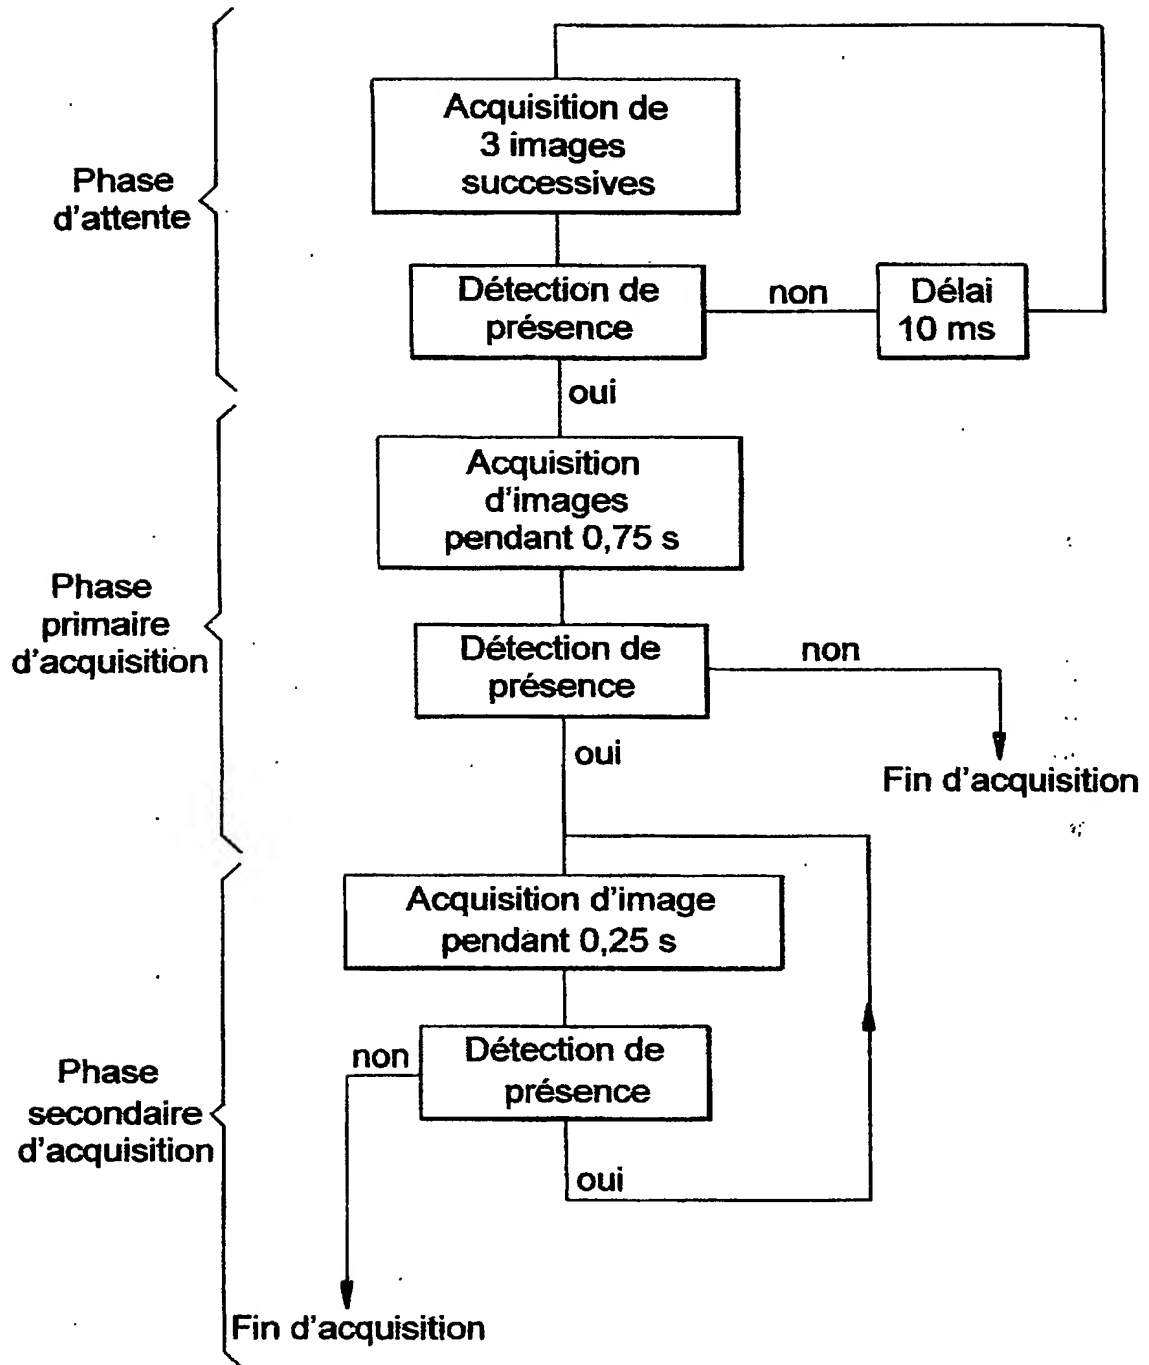 Acquisition de
3 images
successives
Phase
d'attente
Détection de
présence
non
Délai
10 ms
oui
Acquisition
d'images
pendant 0,75 s
Phase
primaire
d'acquisition
Détection de
présence
non
oui
Fin d'acquisition
Acquisition d'image
pendant 0,25 s
Phase
secondaire
d'acquisition
non
Détection de
présence
oui
Fin d'acquisition